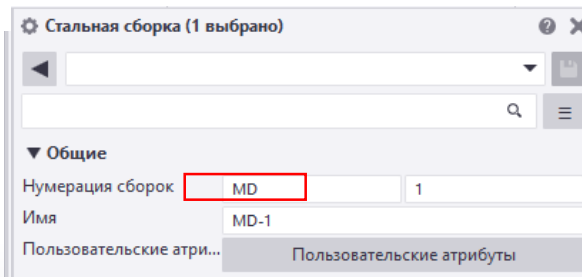 Стальная сборка (1 выбрано)
Общие
Нумерация сборок MD 1
Имя MD-1
Пользовательские атри... Пользовательские атрибуты